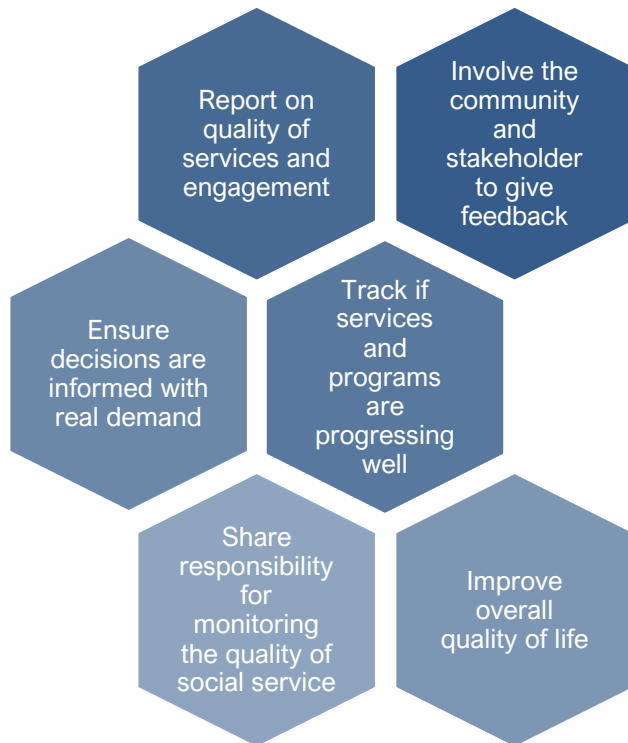 Report on
quality of
services and
engagement
Involve the
community
and
stakeholder
to give
feedback
Ensure
decisions are
informed with
real demand
Track if
services
and
programs
are
progressing
well
Share
responsibility
for
monitoring
the quality of
social service
Improve
overall
quality of life